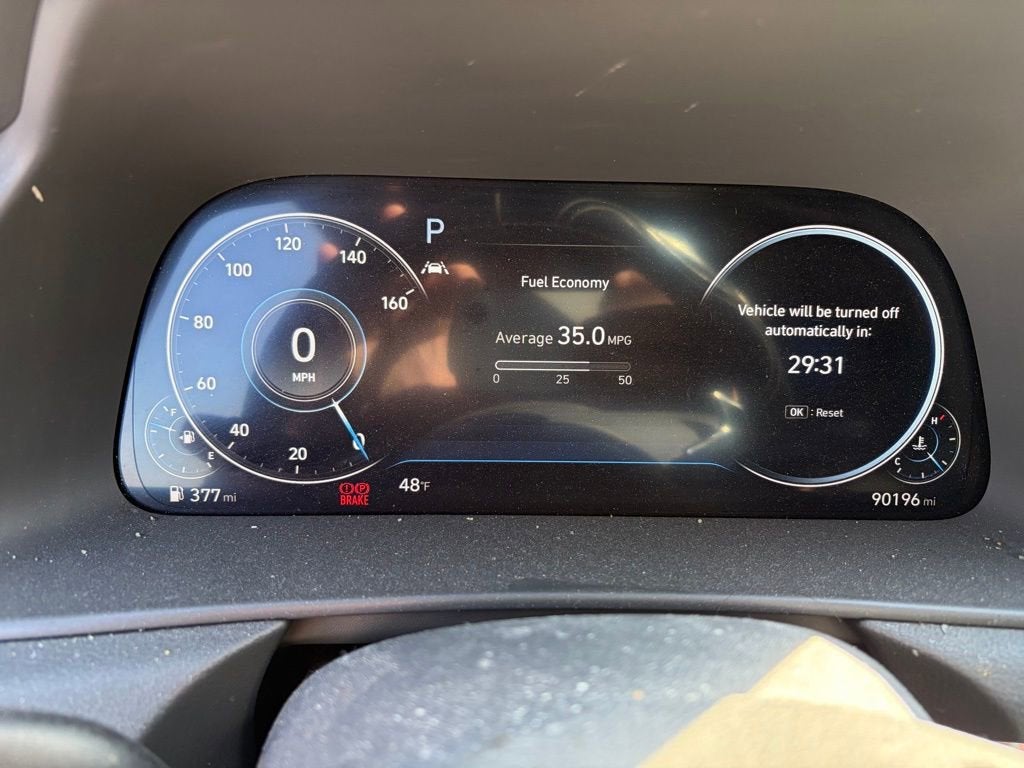 P
120
140
100
160
80
60
40
20
0
0
MPH
F
E
377 mi
BRAKE
48°F
Fuel Economy
Average 35.0 MPG
0 25 50
Vehicle will be turned off
automatically in:
29:31
OK : Reset
H
C
90196 mi